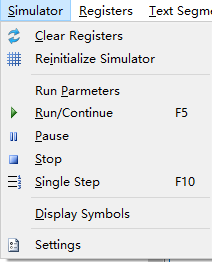 Simulator Registers Text Segm
Clear Registers
Reinitialize Simulator
Run Parmeters
Run/Continue F5
Pause
Stop
Single Step F10
Display Symbols
Settings